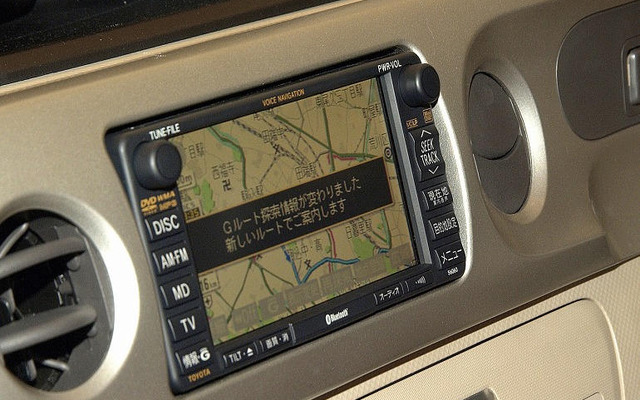 PWR·VOL
VOICE NAVIGATION
TUNE·FILE
DVD WMA
MP3
DISC
AM·FM
MD
TV
情報·G
TOYOTA
SEEK
TRACK
現在地
目的地設定
メニュー
Gルート探索情報が変わりました
新しいルートでご案内します
TILT·▲
画質·消
Bluetooth
オーディオ